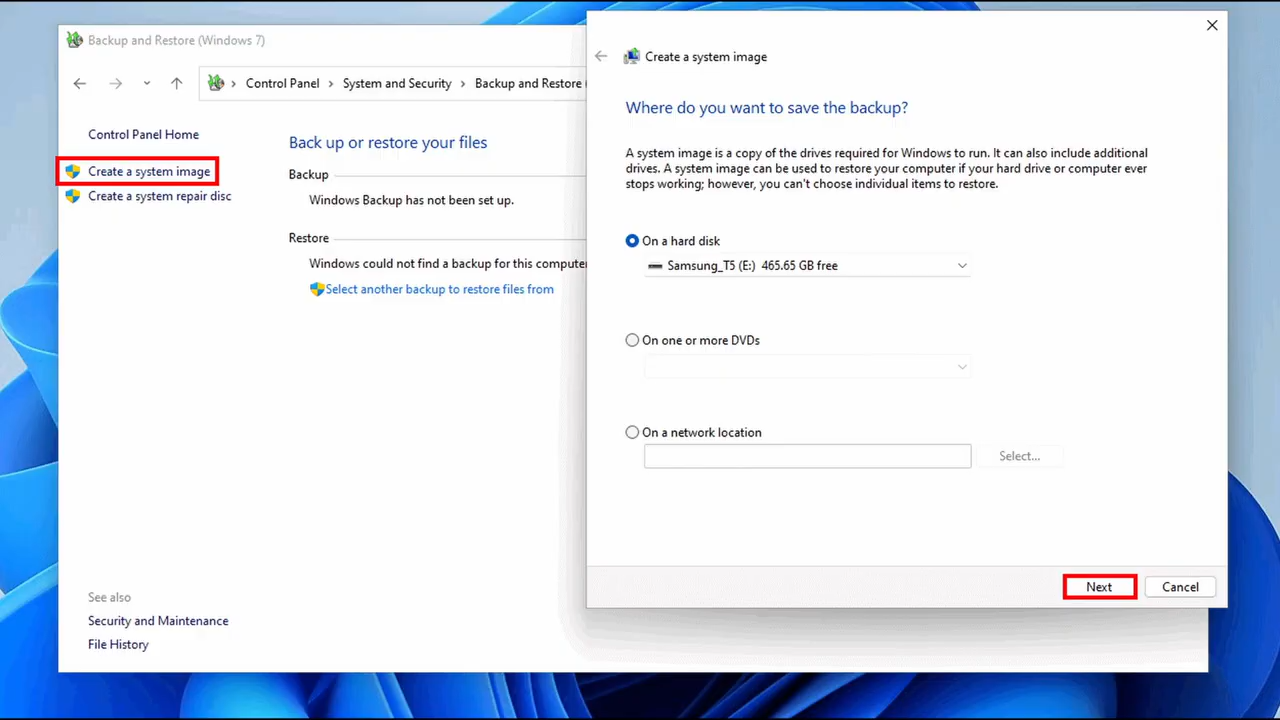 Backup and Restore (Windows 7)
Control Panel
System and Security
Backup and Restore
Control Panel Home
Create a system image
Create a system repair disc
Back up or restore your files
Backup
Windows Backup has not been set up.
Restore
Windows could not find a backup for this computer
Select another backup to restore files from
See also
Security and Maintenance
File History
Create a system image
Where do you want to save the backup?
A system image is a copy of the drives required for Windows to run. It can also include additional
drives. A system image can be used to restore your computer if your hard drive or computer ever
stops working; however, you can't choose individual items to restore.
On a hard disk
Samsung_T5 (E:) 465.65 GB free
On one or more DVDs
On a network location
Select...
Next
Cancel